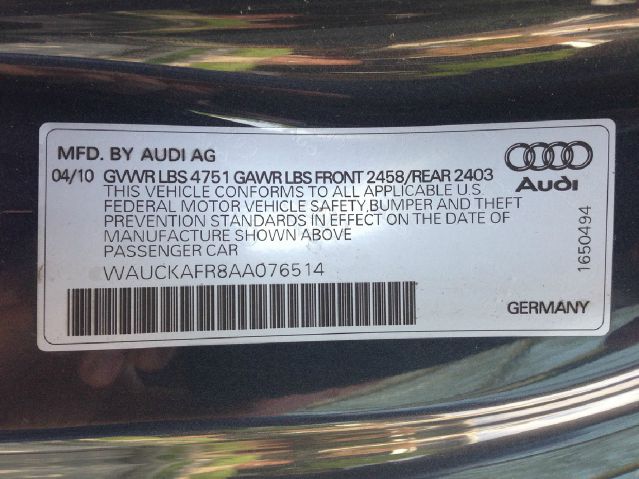 MFD. BY AUDI AG
04/10 GVWR LBS 4751 GAWR LBS FRONT 2458/REAR 2403
THIS VEHICLE CONFORMS TO ALL APPLICABLE U.S
FEDERAL MOTOR VEHICLE SAFETY, BUMPER AND THEFT
PREVENTION STANDARDS IN EFFECT ON THE DATE OF
MANUFACTURE SHOWN ABOVE
PASSENGER CAR
WAUCKAFR8AA076514
Audi
1650494
GERMANY